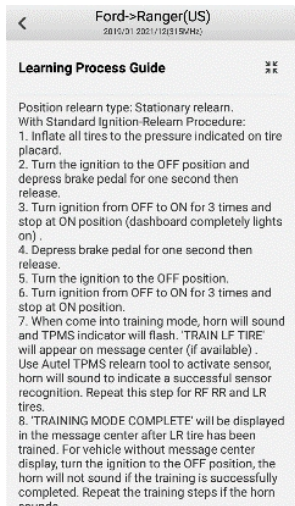 Ford->Ranger(US)
2019/01-2021/12(315MHz)
Learning Process Guide
Position relearn type: Stationary relearn.
With Standard Ignition-Relearn Procedure:
1. Inflate all tires to the pressure indicated on tire
placard.
2. Turn the ignition to the OFF position and
depress brake pedal for one second then
release.
3. Turn ignition from OFF to ON for 3 times and
stop at ON position (dashboard completely lights
on) .
4. Depress brake pedal for one second then
release.
5. Turn the ignition to the OFF position.
6. Turn ignition from OFF to ON for 3 times and
stop at ON position.
7. When come into training mode, horn will sound
and TPMS indicator will flash. 'TRAIN LF TIRE'
will appear on message center (if available) .
Use Autel TPMS relearn tool to activate sensor,
horn will sound to indicate a successful sensor
recognition. Repeat this step for RF RR and LR
tires.
8. 'TRAINING MODE COMPLETE' will be displayed
in the message center after LR tire has been
trained. For vehicle without message center
display, turn the ignition to the OFF position, the
horn will not sound if the training is successfully
completed. Repeat the training steps if the horn
sounds